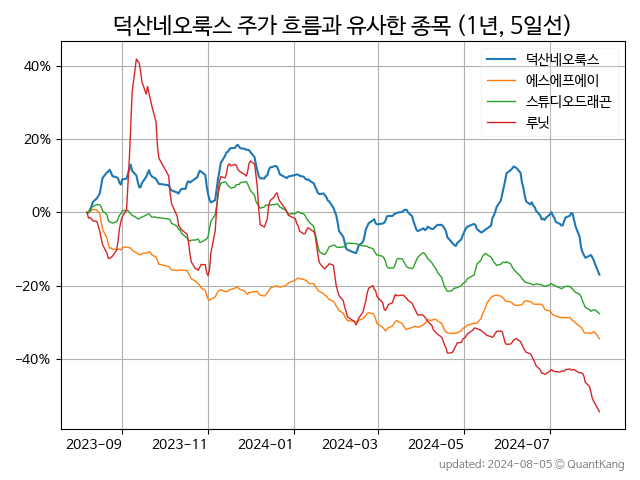 덕산네오룩스 주가 흐름과 유사한 종목 (1년, 5일선)
덕산네오룩스
에스에프에이
스튜디오드래곤
루닛
40%
20%
0%
−20%
−40%
2023-09
2023-11
2024-01
2024-03
2024-05
2024-07
updated: 2024-08-05 © QuantKang